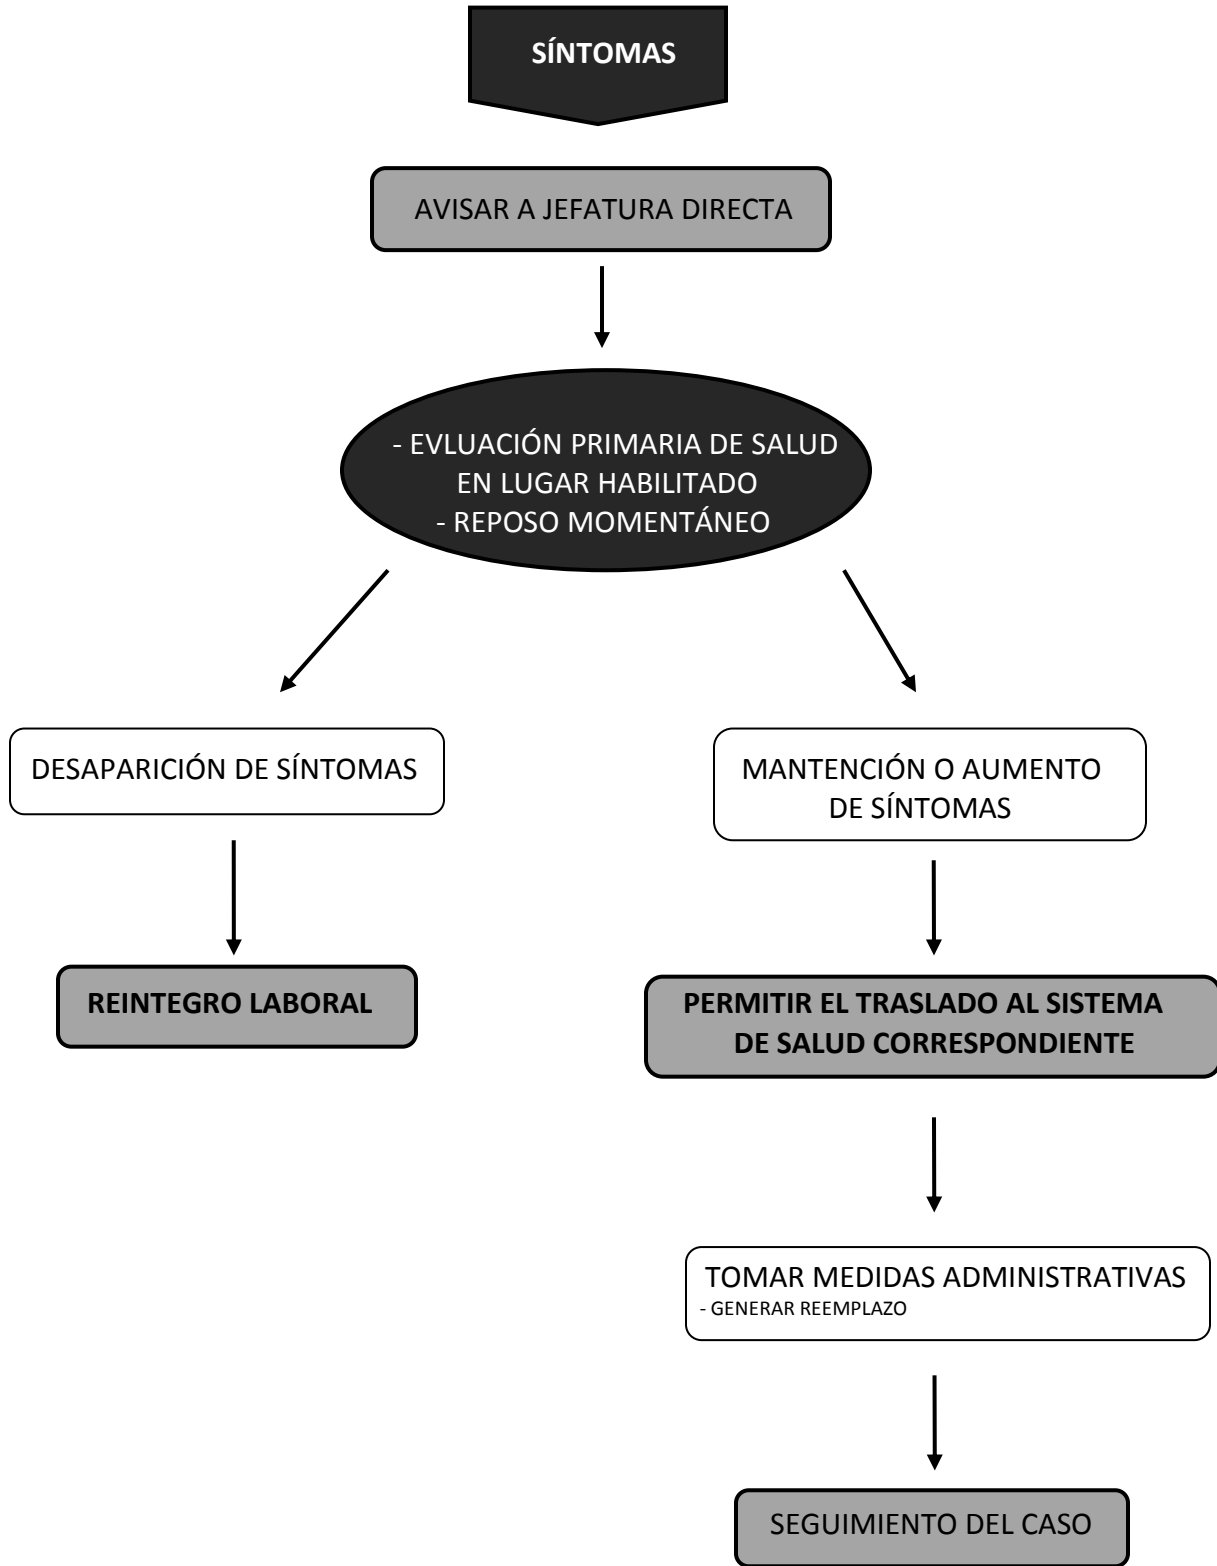 SÍNTOMAS
AVISAR A JEFATURA DIRECTA
- EVLUACIÓN PRIMARIA DE SALUD
EN LUGAR HABILITADO
- REPOSO MOMENTÁNEO
DESAPARICIÓN DE SÍNTOMAS
MANTENCIÓN O AUMENTO
DE SÍNTOMAS
REINTEGRO LABORAL
PERMITIR EL TRASLADO AL SISTEMA
DE SALUD CORRESPONDIENTE
TOMAR MEDIDAS ADMINISTRATIVAS
- GENERAR REEMPLAZO
SEGUIMIENTO DEL CASO